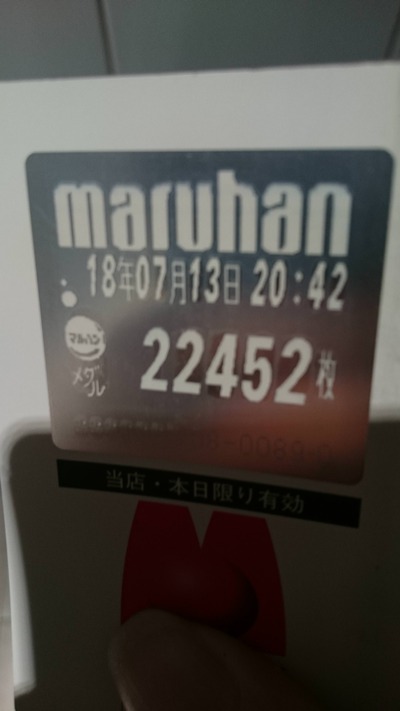 maruhan
18年07月13日 20:42
マルハン
メダル
22452枚
当店・本日限り有効